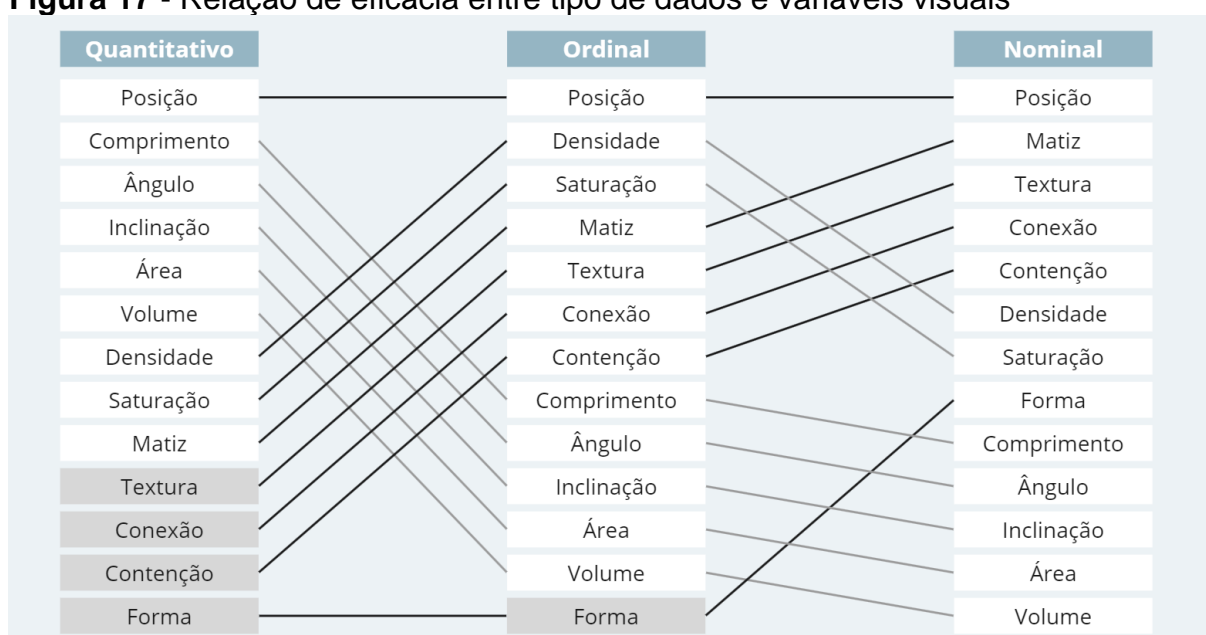 Figura 17 - Relação de eficácia entre tipo de dados e variáveis visuais
Quantitativo Ordinal Nominal
Posição Posição Posição
Comprimento Densidade Matiz
Ângulo Saturação Textura
Inclinação Matiz Conexão
Área Textura Contenção
Volume Conexão Densidade
Densidade Contenção Saturação
Saturação Comprimento Forma
Matiz Ângulo Comprimento
Textura Inclinação Ângulo
Conexão Área Inclinação
Contenção Volume Área
Forma Forma Volume